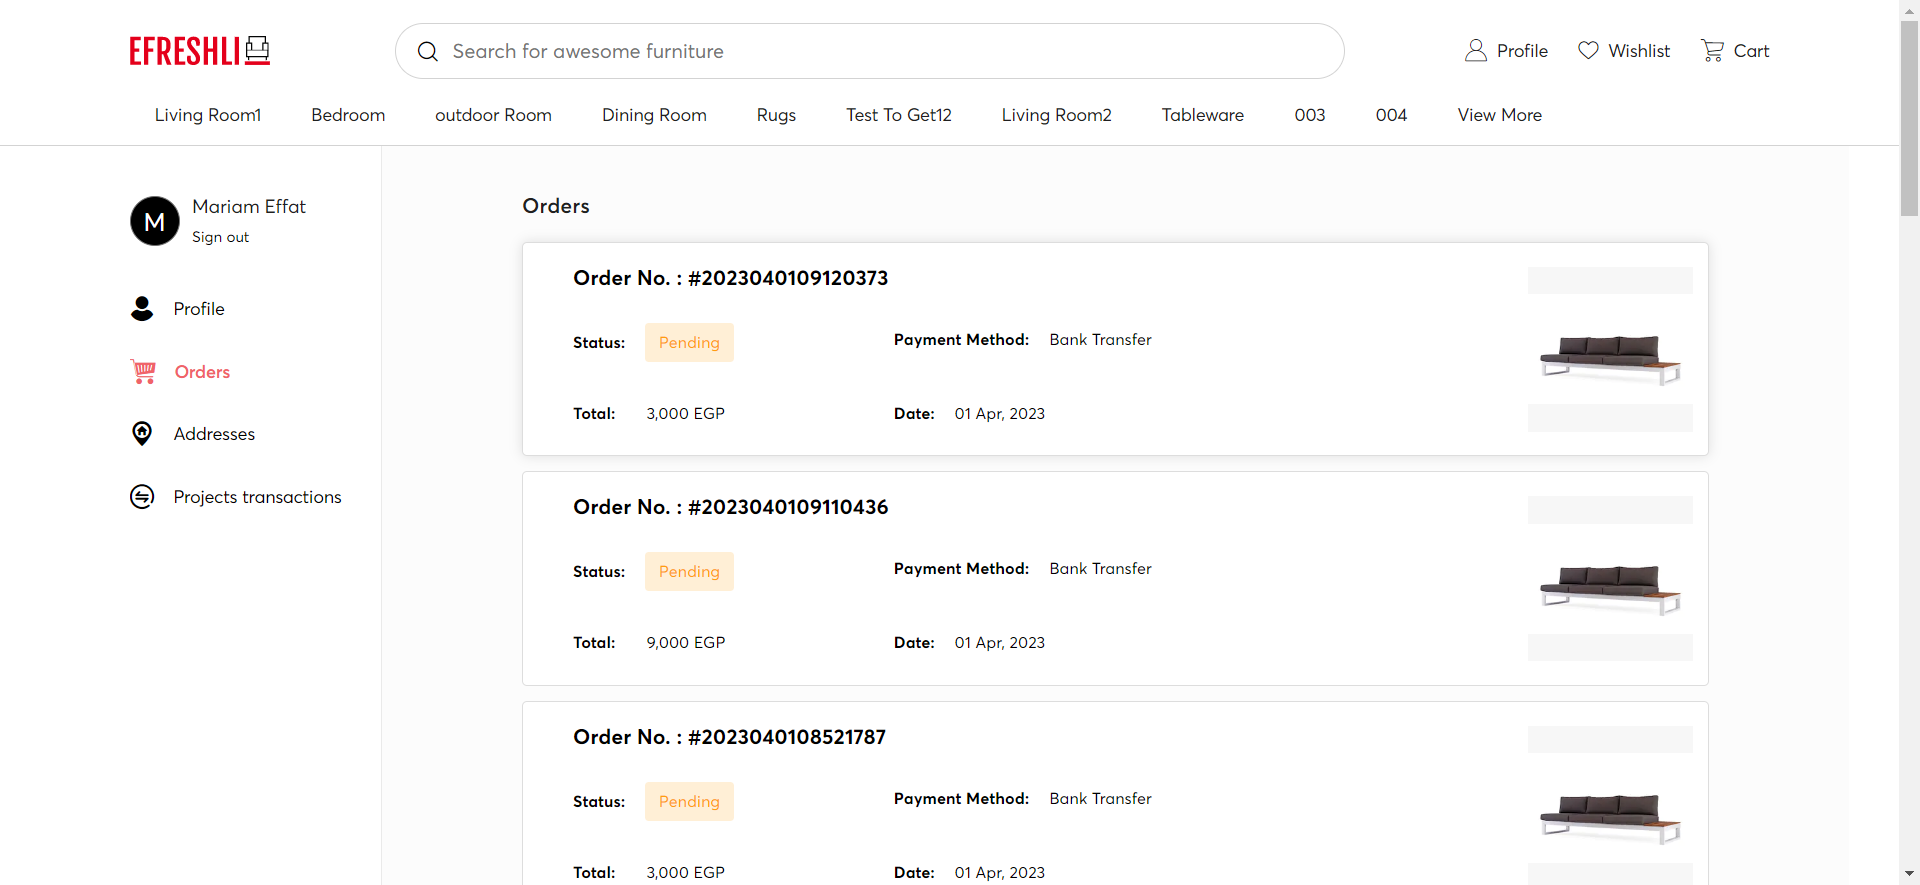 EFRESHLI
Search for awesome furniture
Profile
Wishlist
Cart
Living Room1
Bedroom
outdoor Room
Dining Room
Rugs
Test To Get12
Living Room2
Tableware
003
004
View More
M
Mariam Effat
Sign out
Profile
Orders
Addresses
Projects transactions
Orders
Order No. : #2023040109120373
Status: Pending
Payment Method: Bank Transfer
Total: 3,000 EGP
Date: 01 Apr, 2023
Order No. : #2023040109110436
Status: Pending
Payment Method: Bank Transfer
Total: 9,000 EGP
Date: 01 Apr, 2023
Order No. : #2023040108521787
Status: Pending
Payment Method: Bank Transfer
Total: 3,000 EGP
Date: 01 Apr, 2023